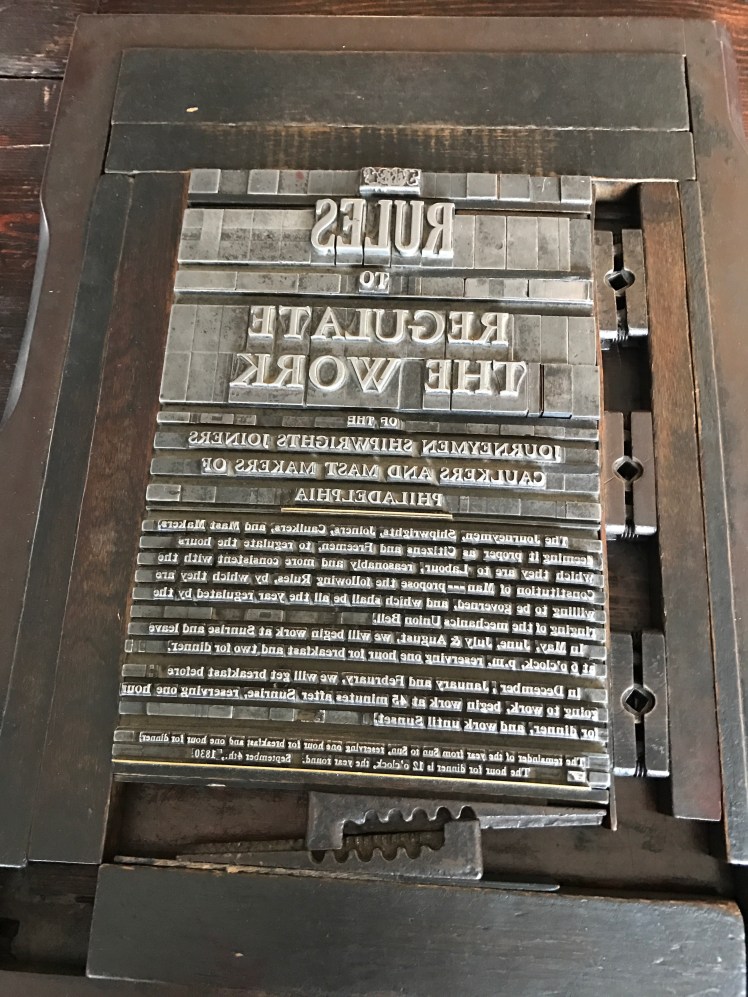 RULES
TO
REGULATE
THE WORK
OF THE
JOURNEYMEN SHIPWRIGHTS JOINERS
CAULKERS AND MAST MAKERS OF
PHILADELPHIA
The Journeymen, Shipwrights, Joiners, Caulkers, and Mast Makers,
eeming it proper as Citizens and Freemen, to regulate the hours
which they are to Labour, reasonably and more consistent with the
Constitution of Man---propose the following Rules, by which they are
willing to be governed, and which shall be all the year regulated by the
ringing of the mechanics Union Bell.
In May, June, July & August, we will begin work at Sunrise and leave
at 6 o'clock, p.m, reserving one hour for breakfast and two for dinner.
In December, January and February, we will get breakfast before
going to work, begin work at 45 minutes after Sunrise, reserving one hour
for dinner, and work until Sunset.
The remainder of the year from Sun to Sun, reserving one hour for breakfast and one hour for dinner.
The hour for dinner is 12 o'clock, the year round. September 4th., 1830.